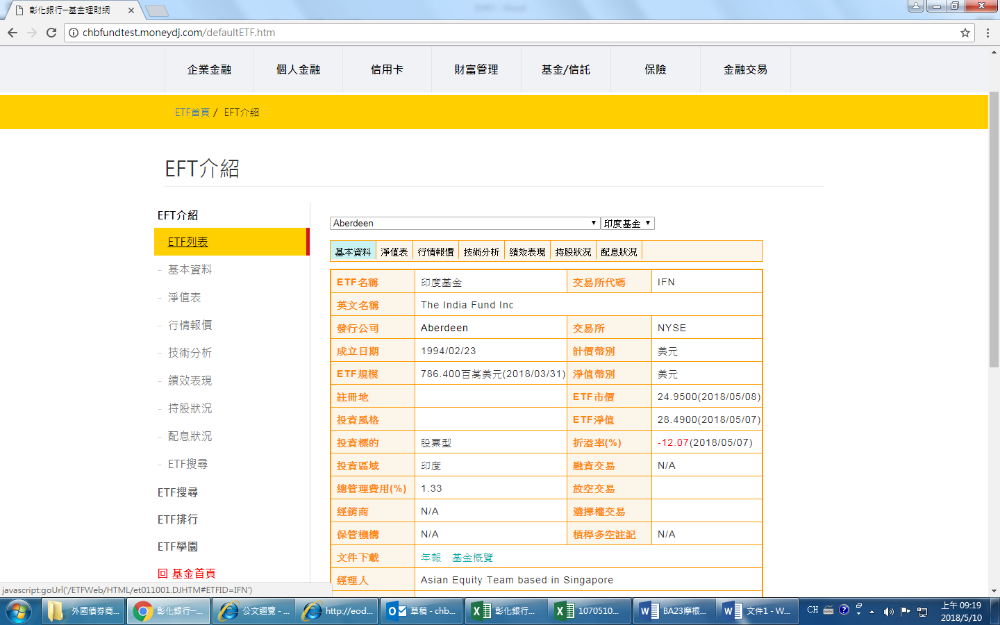 彰化銀行─基金理財網
chbfundtest.moneydj.com/defaultETF.htm
企業金融 個人金融 信用卡 財富管理 基金/信託 保險 金融交易
ETF首頁 / EFT介紹
EFT介紹
EFT介紹
ETF列表
- 基本資料
- 淨值表
- 行情報價
- 技術分析
- 績效表現
- 持股狀況
- 配息狀況
- ETF搜尋
ETF搜尋
ETF排行
ETF學園
回 基金首頁
Aberdeen 印度基金
基本資料 淨值表 行情報價 技術分析 績效表現 持股狀況 配息狀況
ETF名稱 印度基金 交易所代碼 IFN
英文名稱 The India Fund Inc
發行公司 Aberdeen 交易所 NYSE
成立日期 1994/02/23 計價幣別 美元
ETF規模 786.400百萬美元(2018/03/31) 淨值幣別 美元
註冊地 ETF市價 24.9500(2018/05/08)
投資風格 ETF淨值 28.4900(2018/05/07)
投資標的 股票型 折溢率(%) -12.07(2018/05/07)
投資區域 印度 融資交易 N/A
總管理費用(%) 1.33 放空交易
經銷商 N/A 選擇權交易
保管機構 N/A 槓桿多空註記 N/A
文件下載 年報 基金概覽
經理人 Asian Equity Team based in Singapore
javascript:goUrl('/ETFWeb/HTML/et011001.DJHTM#ETFID=IFN')
外國債券商... 彰化銀行─... 公文迴覽 - ... http://eod... 草稿 - chb... 彰化銀行... 1070510... BA23摩根... 文件1 - W... CH 上午 09:19
2018/5/10